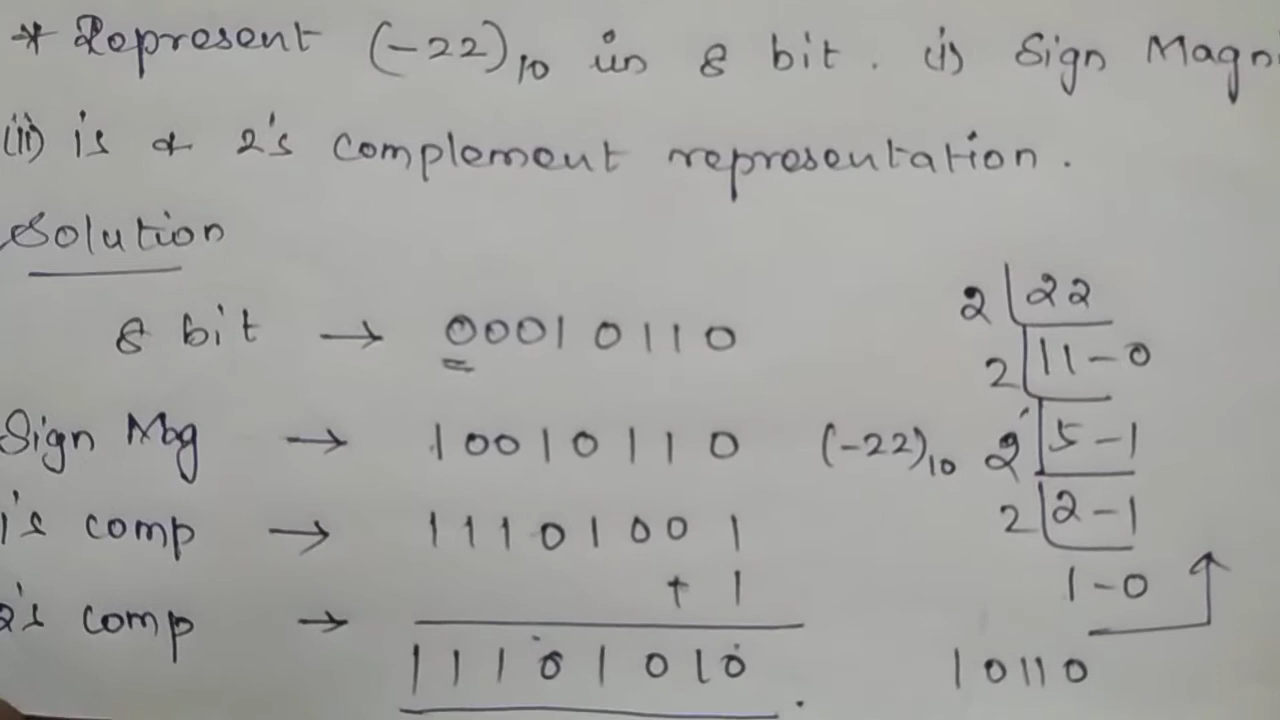 * Represent (-22)10 in 8 bit. (i) Sign Magni
(ii) 1s & 2's complement representation.
Solution
8 bit → 00010110
Sign Mag → 10010110 (-22)10
1's comp → 11101001
+ 1
2's comp → 11101010.
2 22
2 11-0
2 5-1
2 2-1
1-0
10110